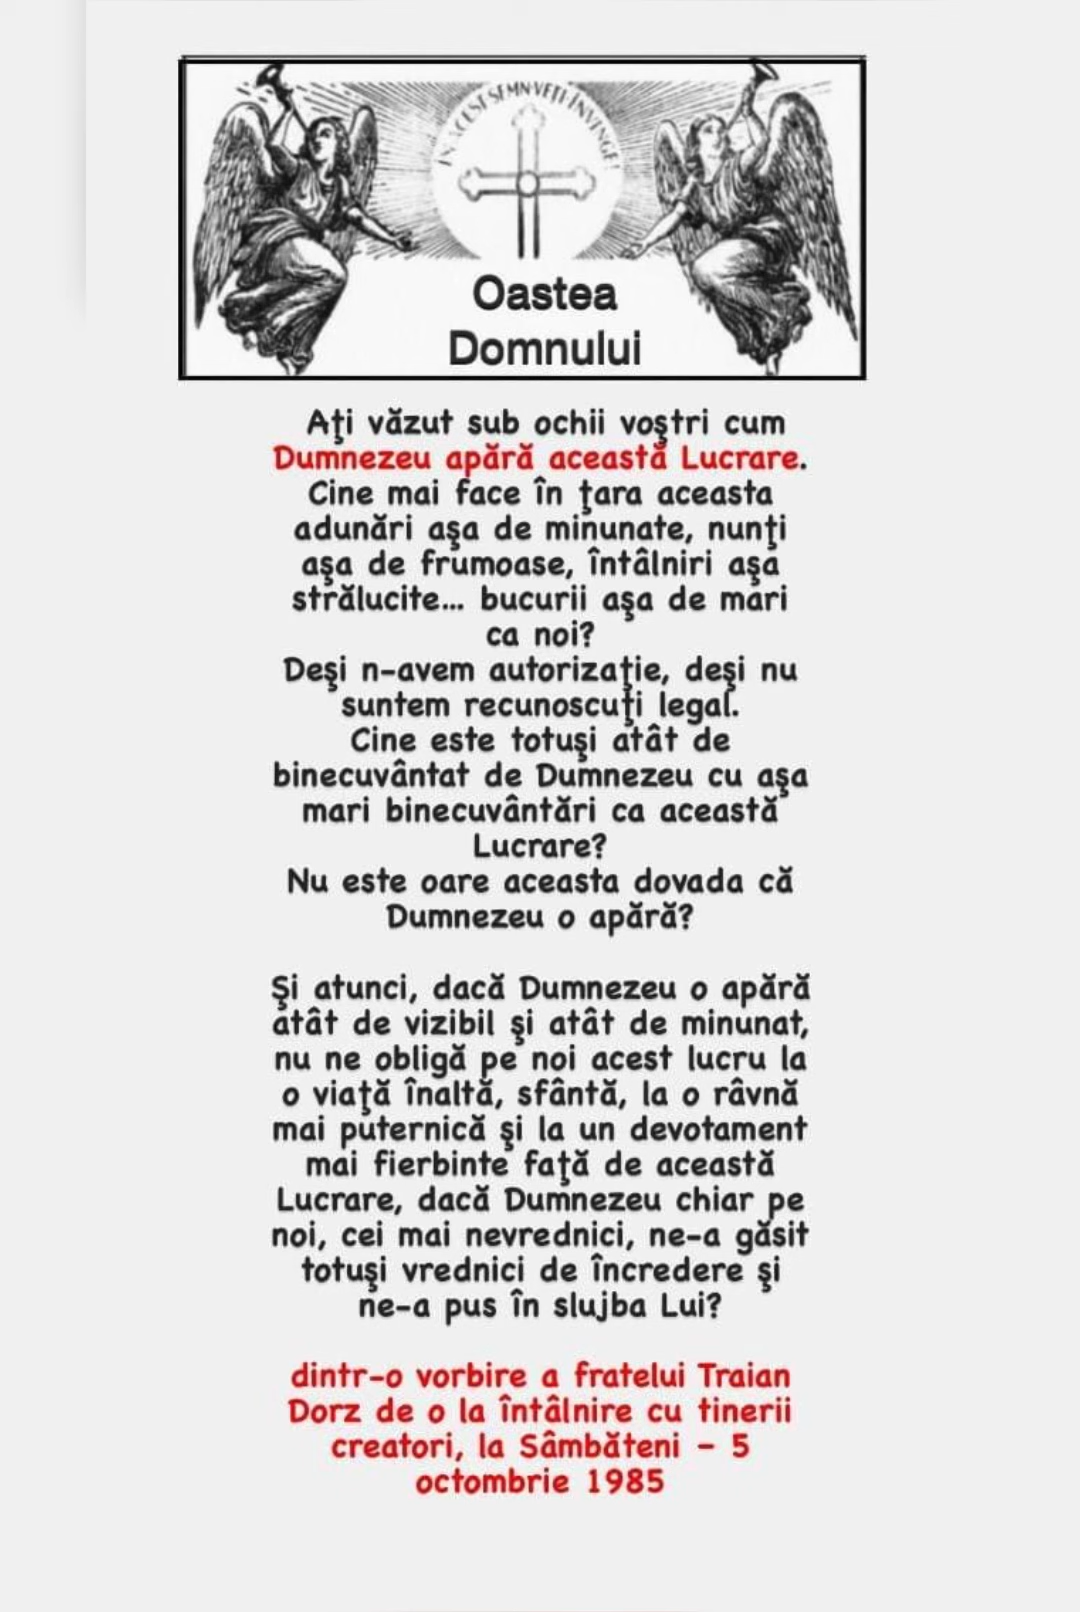 ÎN ACEST SEMN VEȚI ÎNVINGE!
Oastea
Domnului
Aţi văzut sub ochii voştri cum
Dumnezeu apără această Lucrare.
Cine mai face în ţara aceasta
adunări aşa de minunate, nunţi
aşa de frumoase, întâlniri aşa
strălucite... bucurii aşa de mari
ca noi?
Deşi n-avem autorizaţie, deşi nu
suntem recunoscuţi legal.
Cine este totuşi atât de
binecuvântat de Dumnezeu cu aşa
mari binecuvântări ca această
Lucrare?
Nu este oare aceasta dovada că
Dumnezeu o apără?
Şi atunci, dacă Dumnezeu o apără
atât de vizibil şi atât de minunat,
nu ne obligă pe noi acest lucru la
o viaţă înaltă, sfântă, la o râvnă
mai puternică şi la un devotament
mai fierbinte faţă de această
Lucrare, dacă Dumnezeu chiar pe
noi, cei mai nevrednici, ne-a găsit
totuşi vrednici de încredere şi
ne-a pus în slujba Lui?
dintr-o vorbire a fratelui Traian
Dorz de o la întâlnire cu tinerii
creatori, la Sâmbăteni - 5
octombrie 1985